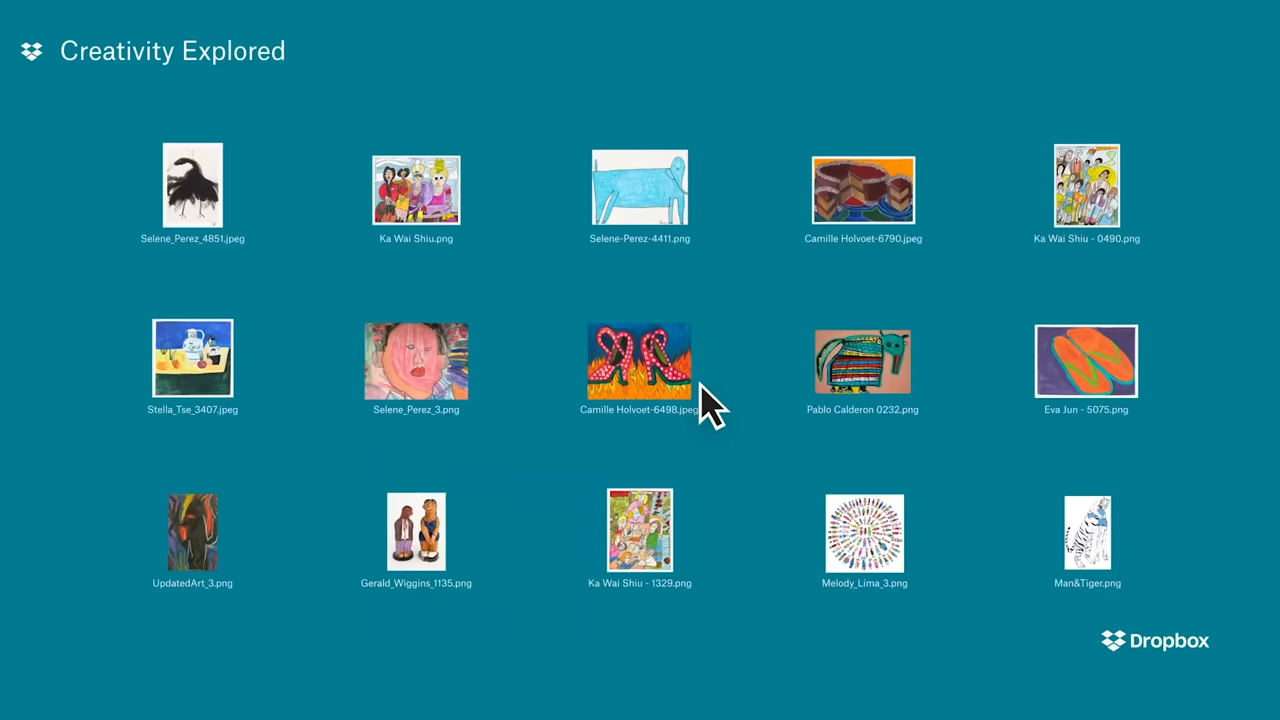 Creativity Explored
Selene_Perez_4851.jpeg
Ka Wai Shiu.png
Selene-Perez-4411.png
Camille Holvoet-6790.jpeg
Ka Wai Shiu - 0490.png
Stella_Tse_3407.jpeg
Selene_Perez_3.png
Camille Holvoet-6498.jpeg
Pablo Calderon 0232.png
Eva Jun - 5075.png
UpdatedArt_3.png
Gerald_Wiggins_1135.png
Ka Wai Shiu - 1329.png
Melody_Lima_3.png
Man&Tiger.png
Dropbox